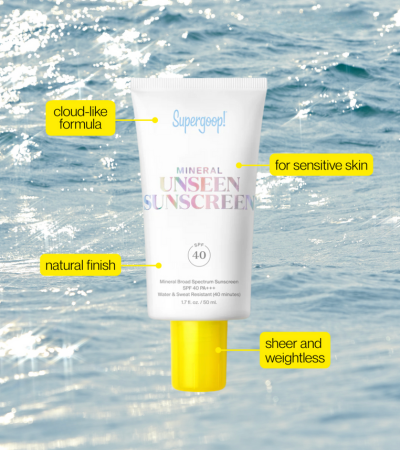 cloud-like
formula
Supergoop!
for sensitive skin
MINERAL
UNSEEN
SUNSCREEN
SPF
40
natural finish
Mineral Broad Spectrum Sunscreen
SPF 40 PA+++
Water & Sweat Resistant (40 minutes)
1.7 fl. oz. / 50 ml.
sheer and
weightless